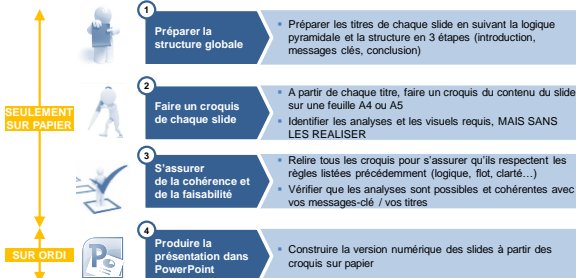 1
Préparer la
structure globale
• Préparer les titres de chaque slide en suivant la logique
pyramidale et la structure en 3 étapes (introduction,
messages clés, conclusion)
2
Faire un croquis
de chaque slide
• A partir de chaque titre, faire un croquis du contenu du slide
sur une feuille A4 ou A5
• Identifier les analyses et les visuels requis, MAIS SANS
LES REALISER
SEULEMENT
SUR PAPIER
3
S'assurer
de la cohérence et
de la faisabilité
• Relire tous les croquis pour s'assurer qu'ils respectent les
règles listées précédemment (logique, flot, clarté…)
• Vérifier que les analyses sont possibles et cohérentes avec
vos messages-clé / vos titres
4
Produire la
présentation dans
PowerPoint
• Construire la version numérique des slides à partir des
croquis sur papier
SUR ORDI
P